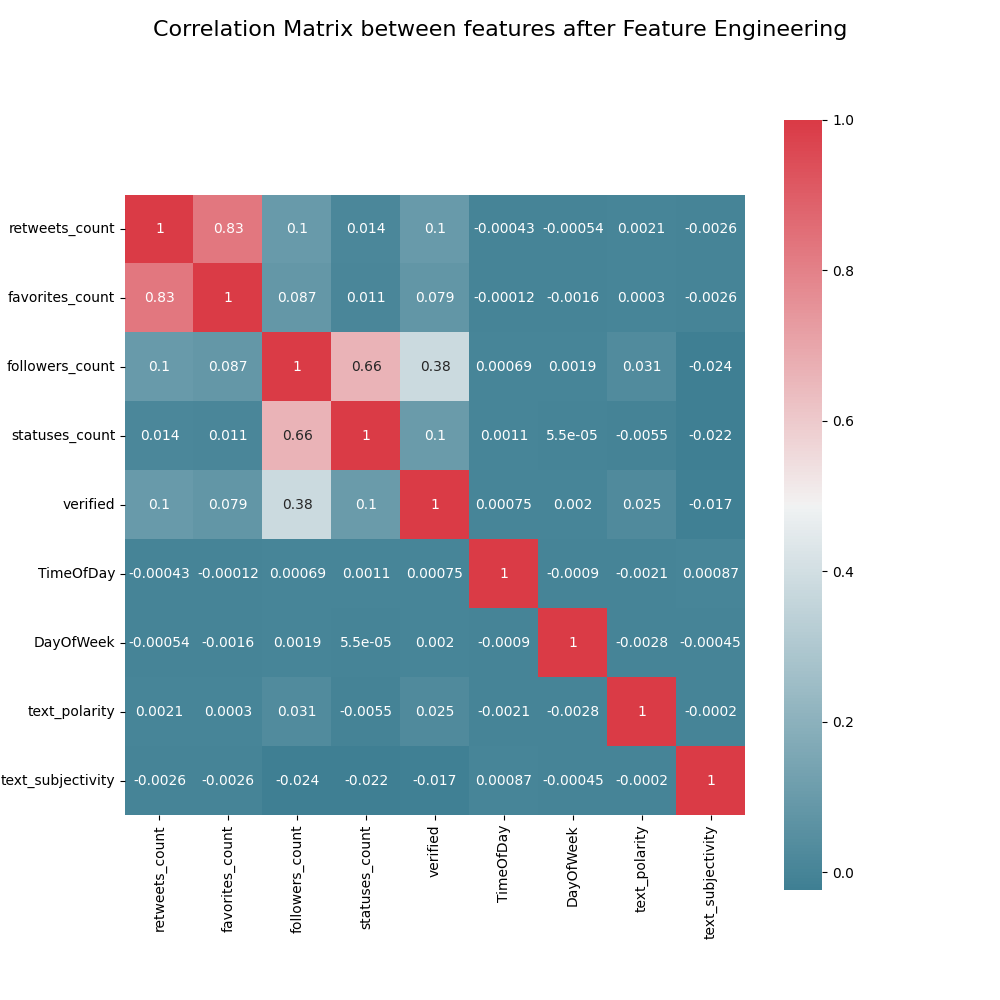 Correlation Matrix between features after Feature Engineering
1.0
0.8
0.6
0.4
0.2
0.0
retweets_count 1 0.83 0.1 0.014 0.1 -0.00043 -0.00054 0.0021 -0.0026
favorites_count 0.83 1 0.087 0.011 0.079 -0.00012 -0.0016 0.0003 -0.0026
followers_count 0.1 0.087 1 0.66 0.38 0.00069 0.0019 0.031 -0.024
statuses_count 0.014 0.011 0.66 1 0.1 0.0011 5.5e-05 -0.0055 -0.022
verified 0.1 0.079 0.38 0.1 1 0.00075 0.002 0.025 -0.017
TimeOfDay -0.00043 -0.00012 0.00069 0.0011 0.00075 1 -0.0009 -0.0021 0.00087
DayOfWeek -0.00054 -0.0016 0.0019 5.5e-05 0.002 -0.0009 1 -0.0028 -0.00045
text_polarity 0.0021 0.0003 0.031 -0.0055 0.025 -0.0021 -0.0028 1 -0.0002
text_subjectivity -0.0026 -0.0026 -0.024 -0.022 -0.017 0.00087 -0.00045 -0.0002 1
retweets_count
favorites_count
followers_count
statuses_count
verified
TimeOfDay
DayOfWeek
text_polarity
text_subjectivity